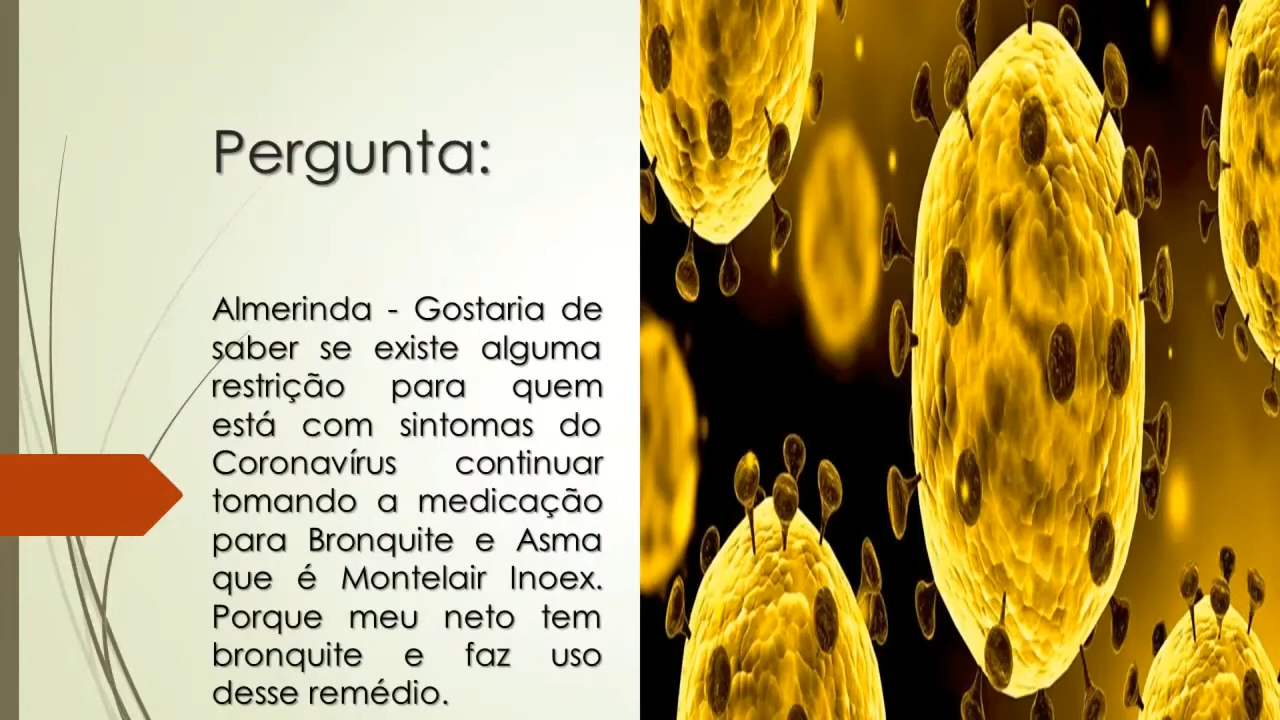 Pergunta:
Almerinda - Gostaria de
saber se existe alguma
restrição para quem
está com sintomas do
Coronavírus continuar
tomando a medicação
para Bronquite e Asma
que é Montelair Inoex.
Porque meu neto tem
bronquite e faz uso
desse remédio.